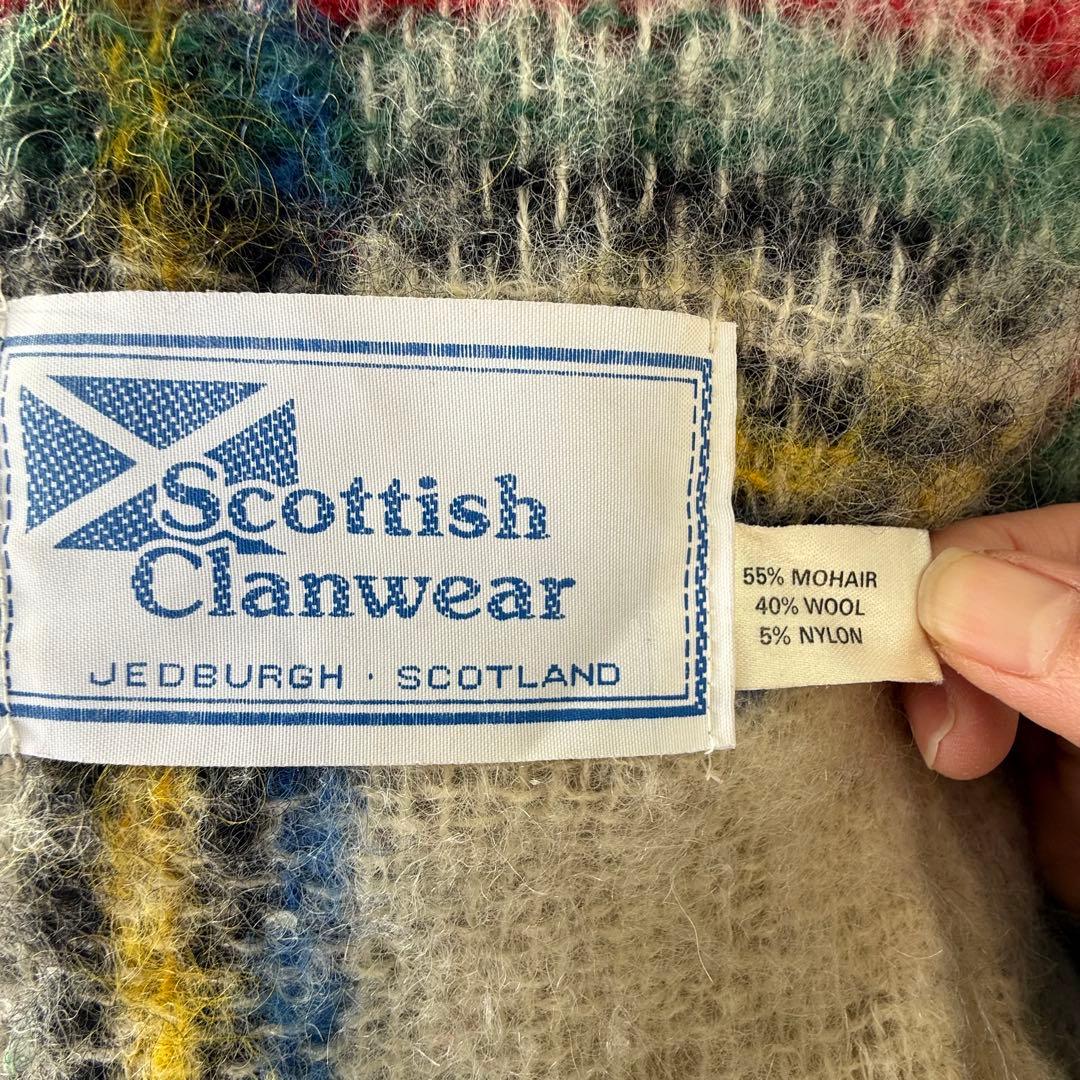 Scottish
Clanwear
JEDBURGH · SCOTLAND
55% MOHAIR
40% WOOL
5% NYLON